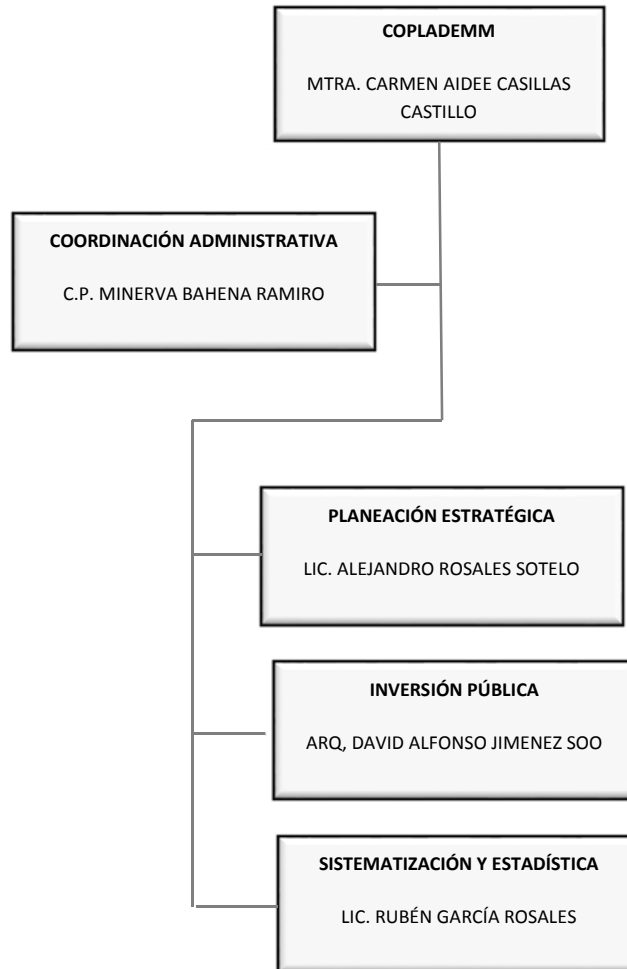 COPLADEMM
MTRA. CARMEN AIDEE CASILLAS
CASTILLO
COORDINACIÓN ADMINISTRATIVA
C.P. MINERVA BAHENA RAMIRO
PLANEACIÓN ESTRATÉGICA
LIC. ALEJANDRO ROSALES SOTELO
INVERSIÓN PÚBLICA
ARQ, DAVID ALFONSO JIMENEZ SOO
SISTEMATIZACIÓN Y ESTADÍSTICA
LIC. RUBÉN GARCÍA ROSALES